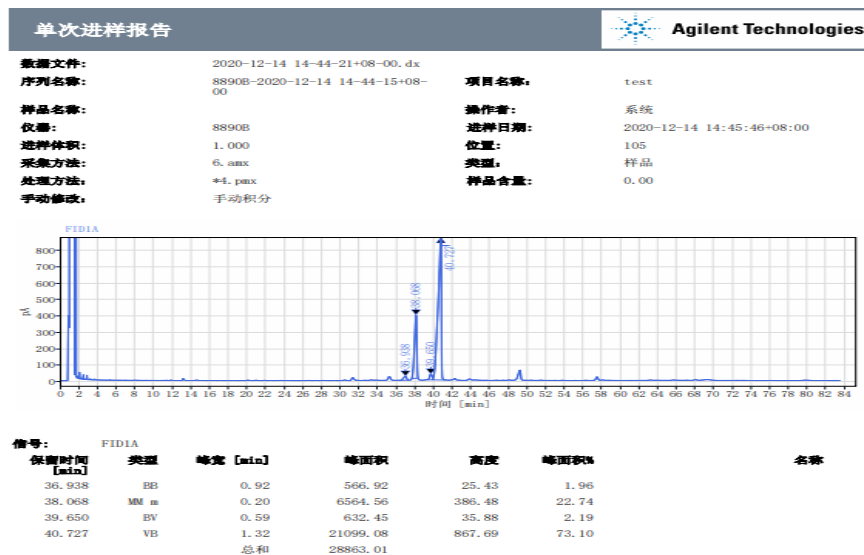 单次进样报告
Agilent Technologies
数据文件: 2020-12-14 14-44-21+08-00.dx
序列名称: 8890B-2020-12-14 14-44-15+08-00 项目名称: test
样品名称: 操作者: 系统
仪器: 8890B 进样日期: 2020-12-14 14:45:46+08:00
进样体积: 1.000 位置: 105
采集方法: 6.amx 类型: 样品
处理方法: *4.pmx 样品含量: 0.00
手动修改: 手动积分
FID1A
pA
800
700
600
500
400
300
200
100
0
36.938
38.068
39.650
40.727
0 2 4 6 8 10 12 14 16 18 20 22 24 26 28 30 32 34 36 38 40 42 44 46 48 50 52 54 56 58 60 62 64 66 68 70 72 74 76 78 80 82 84
时间 [min]
信号: FID1A
保留时间 [min] 类型 峰宽 [min] 峰面积 高度 峰面积% 名称
36.938 BB 0.92 566.92 25.43 1.96
38.068 MM m 0.20 6564.56 386.48 22.74
39.650 BV 0.59 632.45 35.88 2.19
40.727 VB 1.32 21099.08 867.69 73.10
总和 28863.01